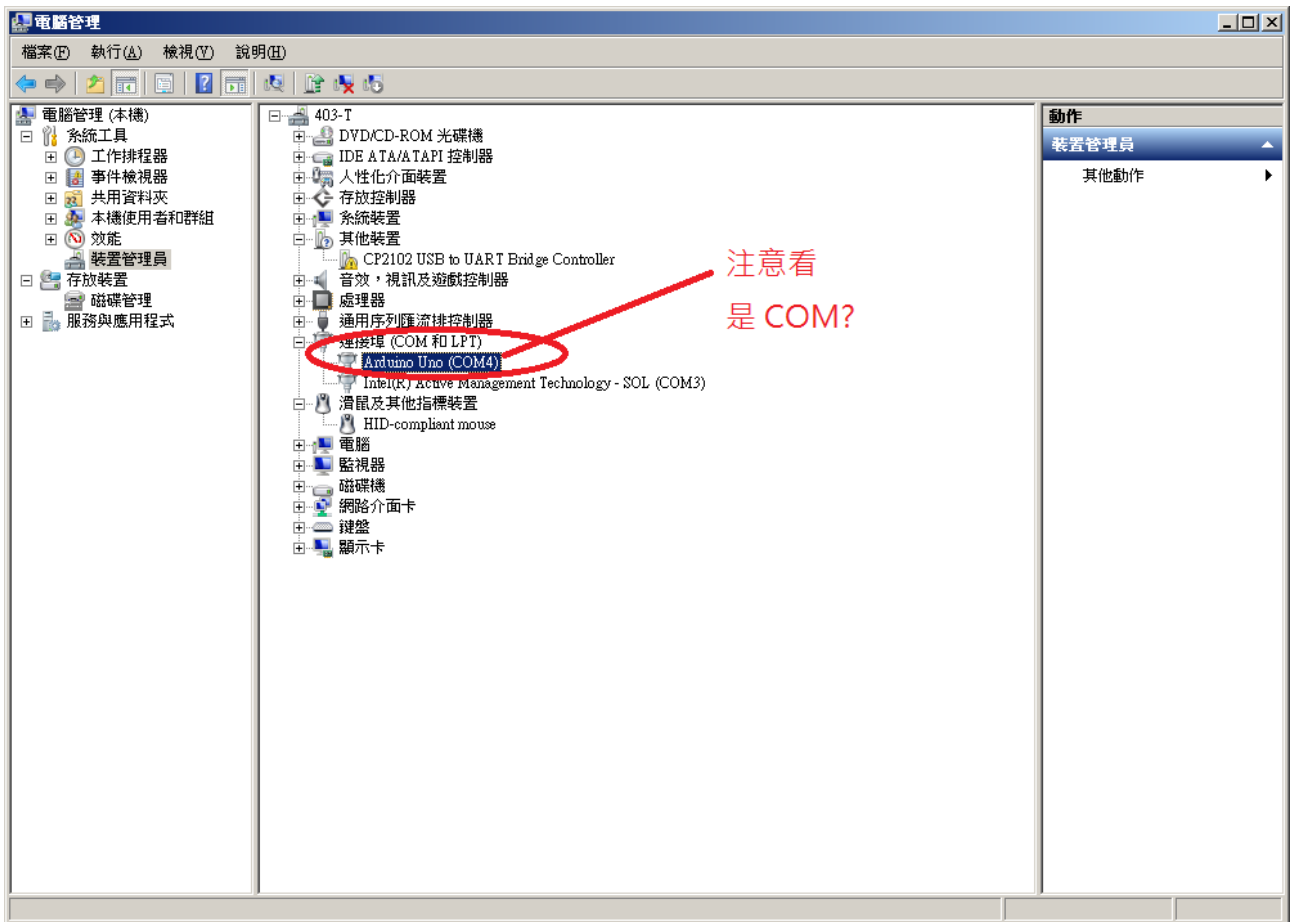 電腦管理
檔案(F) 執行(A) 檢視(V) 說明(H)
電腦管理 (本機)
系統工具
工作排程器
事件檢視器
共用資料夾
本機使用者和群組
效能
裝置管理員
存放裝置
磁碟管理
服務與應用程式
403-T
DVD/CD-ROM 光碟機
IDE ATA/ATAPI 控制器
人性化介面裝置
存放控制器
系統裝置
其他裝置
CP2102 USB to UART Bridge Controller
音效，視訊及遊戲控制器
處理器
通用序列匯流排控制器
連接埠 (COM 和 LPT)
Arduino Uno (COM4)
Intel(R) Active Management Technology - SOL (COM3)
滑鼠及其他指標裝置
HID-compliant mouse
電腦
監視器
磁碟機
網路介面卡
鍵盤
顯示卡
注意看
是 COM?
動作
裝置管理員
其他動作